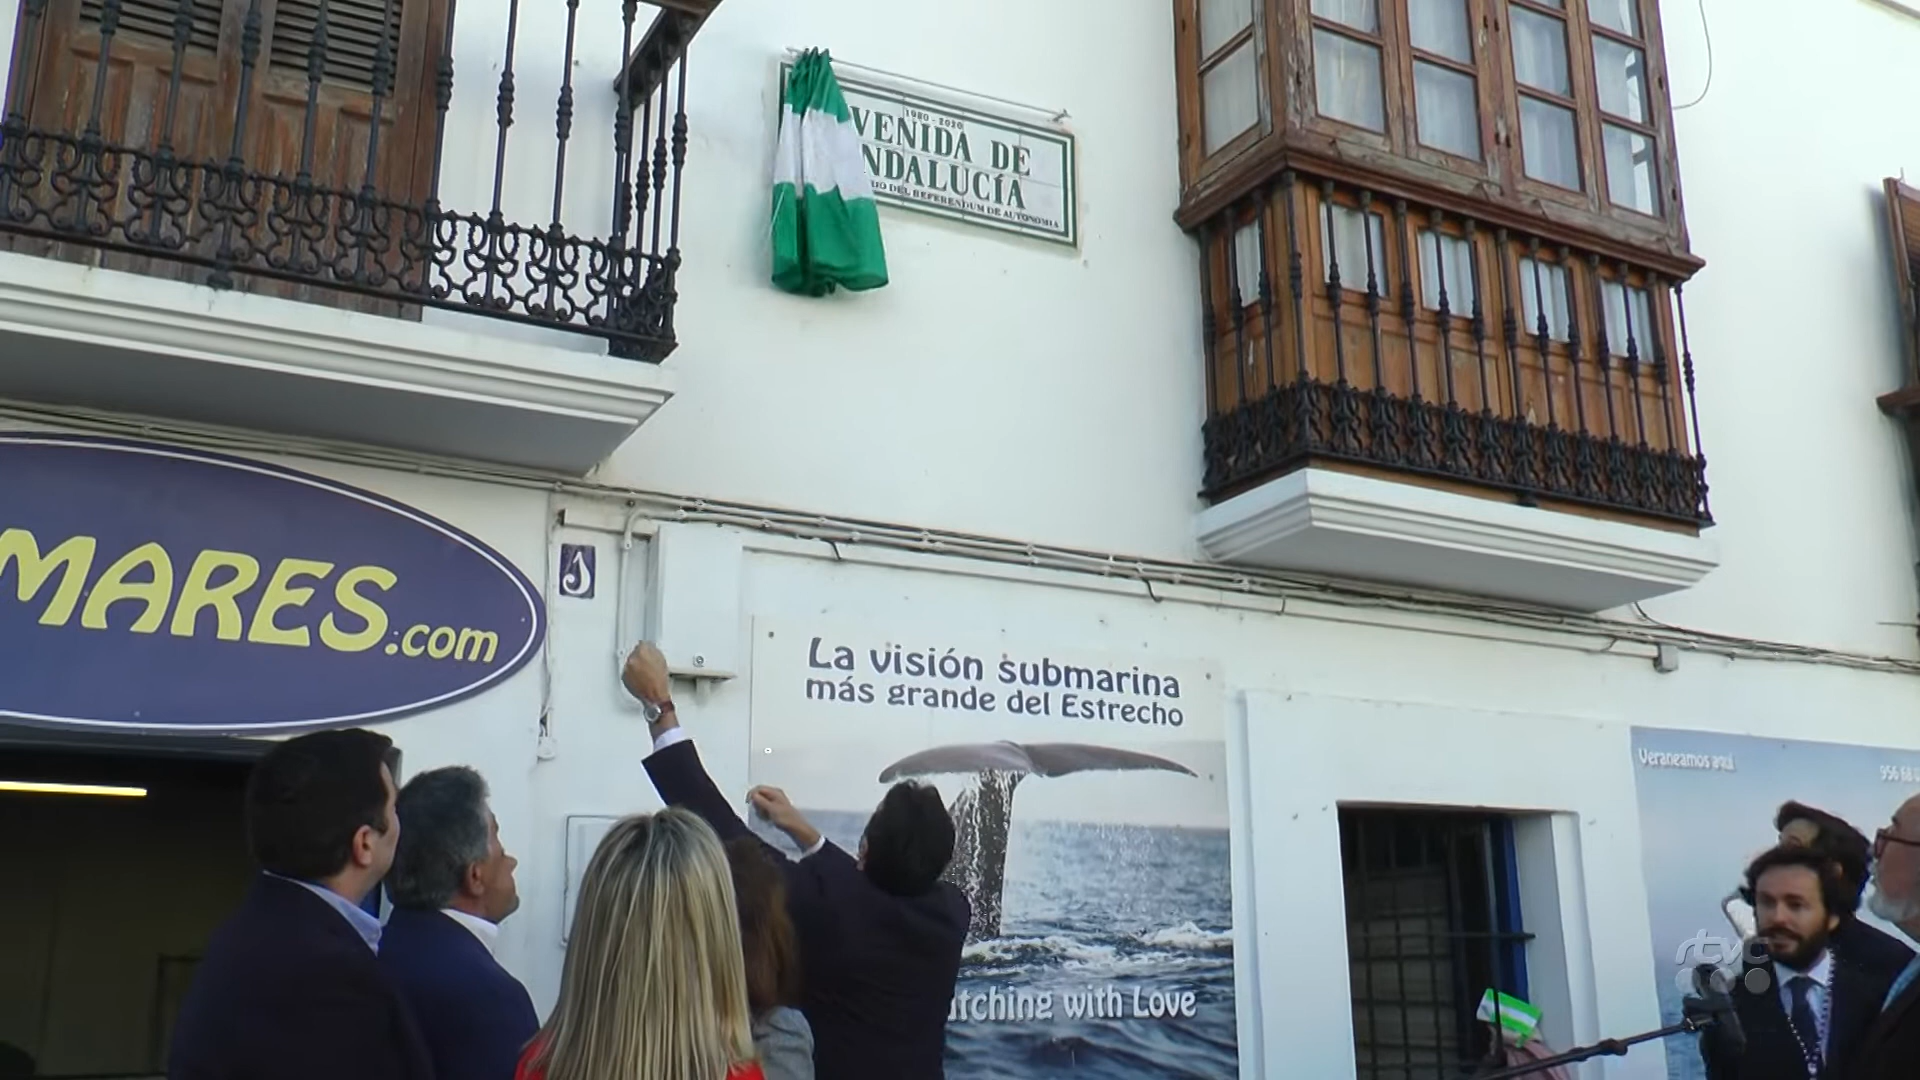 1980 - 2020
VENIDA DE
NDALUCÍA
DEL REFERENDUM DE AUTONOMIA
MARES.com
La visión submarina
más grande del Estrecho
Veraneamos aquí
956 68
atching with Love
rtvc